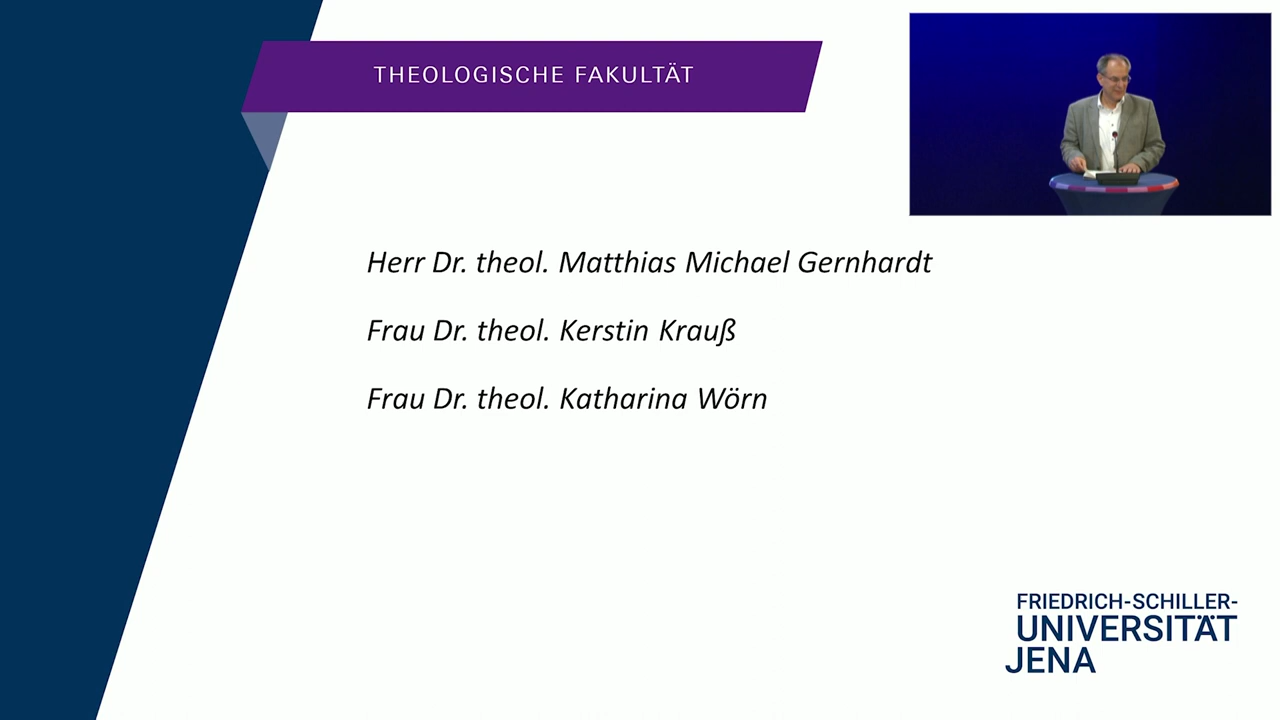 THEOLOGISCHE FAKULTÄT
Herr Dr. theol. Matthias Michael Gernhardt
Frau Dr. theol. Kerstin Krauß
Frau Dr. theol. Katharina Wörn
FRIEDRICH-SCHILLER-
UNIVERSITÄT
JENA